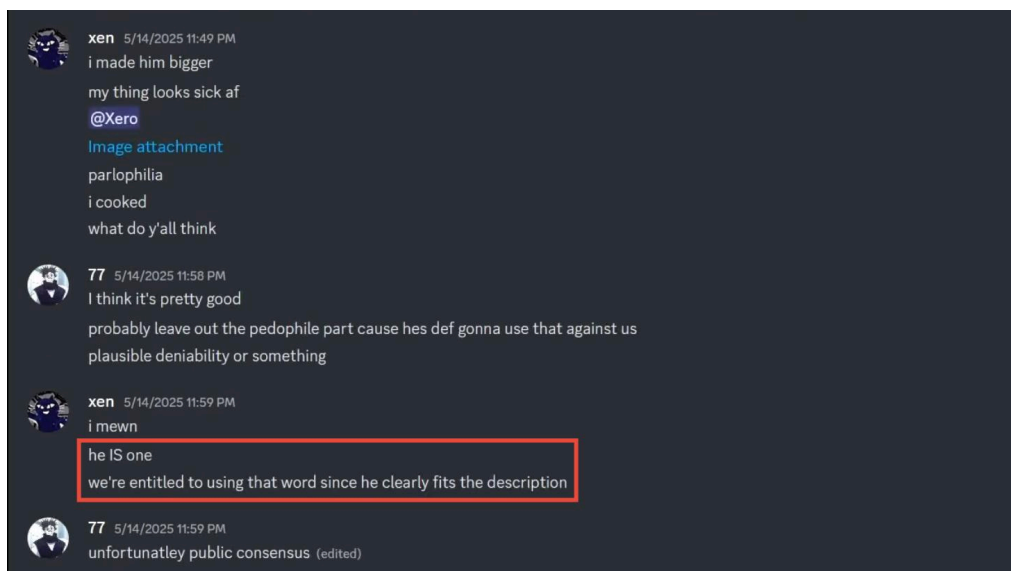 xen 5/14/2025 11:49 PM
i made him bigger
my thing looks sick af
@Xero
Image attachment
parlophilia
i cooked
what do y'all think
77 5/14/2025 11:58 PM
I think it's pretty good
probably leave out the pedophile part cause hes def gonna use that against us
plausible deniability or something
xen 5/14/2025 11:59 PM
i mewn
he IS one
we're entitled to using that word since he clearly fits the description
77 5/14/2025 11:59 PM
unfortunatley public consensus (edited)